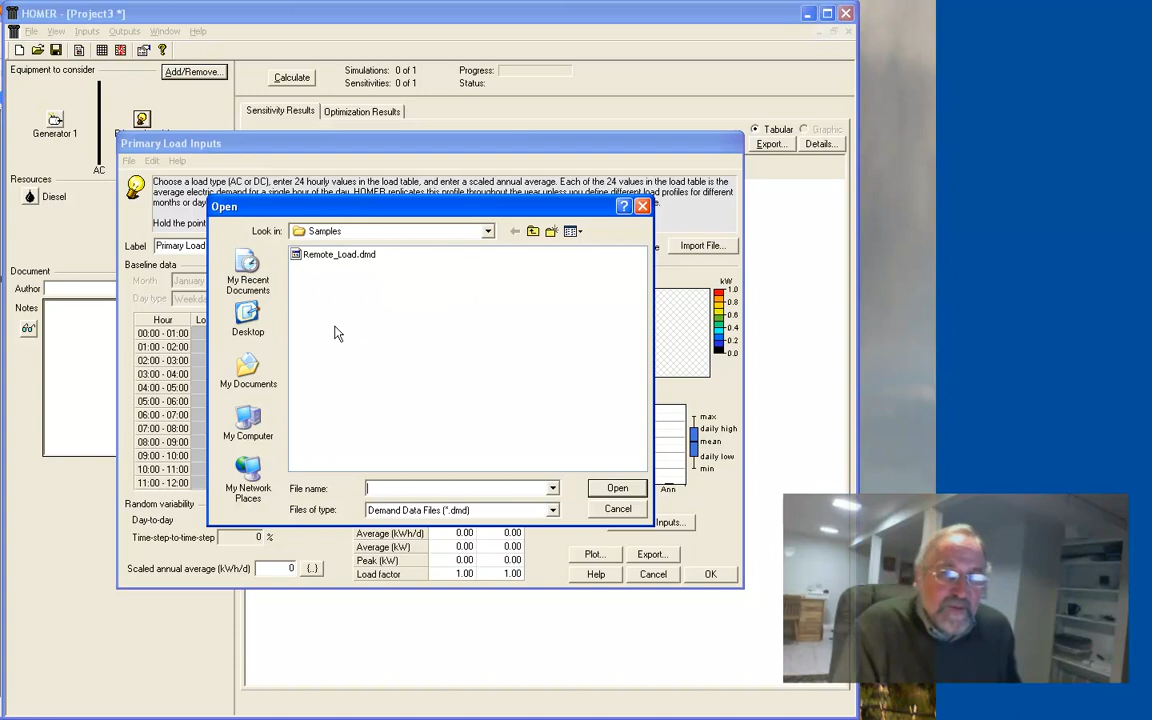 HOMER - [Project3 *]
File View Inputs Outputs Window Help
Equipment to consider
Add/Remove...
Calculate
Simulations: 0 of 1
Progress:
Sensitivities: 0 of 1
Status:
Sensitivity Results
Optimization Results
Generator 1
AC
Tabular
Graphic
Export...
Details...
Resources
Diesel
Document
Author
Notes
Primary Load Inputs
File Edit Help
Choose a load type (AC or DC), enter 24 hourly values in the load table, and enter a scaled annual average. Each of the 24 values in the load table is the
average electric demand for a single hour of the day. HOMER replicates this profile throughout the year unless you define different load profiles for different
months or day
Hold the point
Label
Primary Load
Import File...
Baseline data
Month
January
Day type
Weekda
Hour
Lo
00:00 - 01:00
01:00 - 02:00
02:00 - 03:00
03:00 - 04:00
04:00 - 05:00
05:00 - 06:00
06:00 - 07:00
07:00 - 08:00
08:00 - 09:00
09:00 - 10:00
10:00 - 11:00
11:00 - 12:00
Random variability
Day-to-day
Time-step-to-time-step
0 %
Scaled annual average (kWh/d)
0
{..}
Open
Look in:
Samples
Remote_Load.dmd
My Recent
Documents
Desktop
My Documents
My Computer
My Network
Places
File name:
Open
Files of type:
Demand Data Files (*.dmd)
Cancel
kW
1.0
0.8
0.6
0.4
0.2
0.0
max
daily high
mean
daily low
min
Ann
Inputs...
Average (kWh/d) 0.00 0.00
Average (kW) 0.00 0.00
Peak (kW) 0.00 0.00
Load factor 1.00 1.00
Plot...
Export...
Help
Cancel
OK